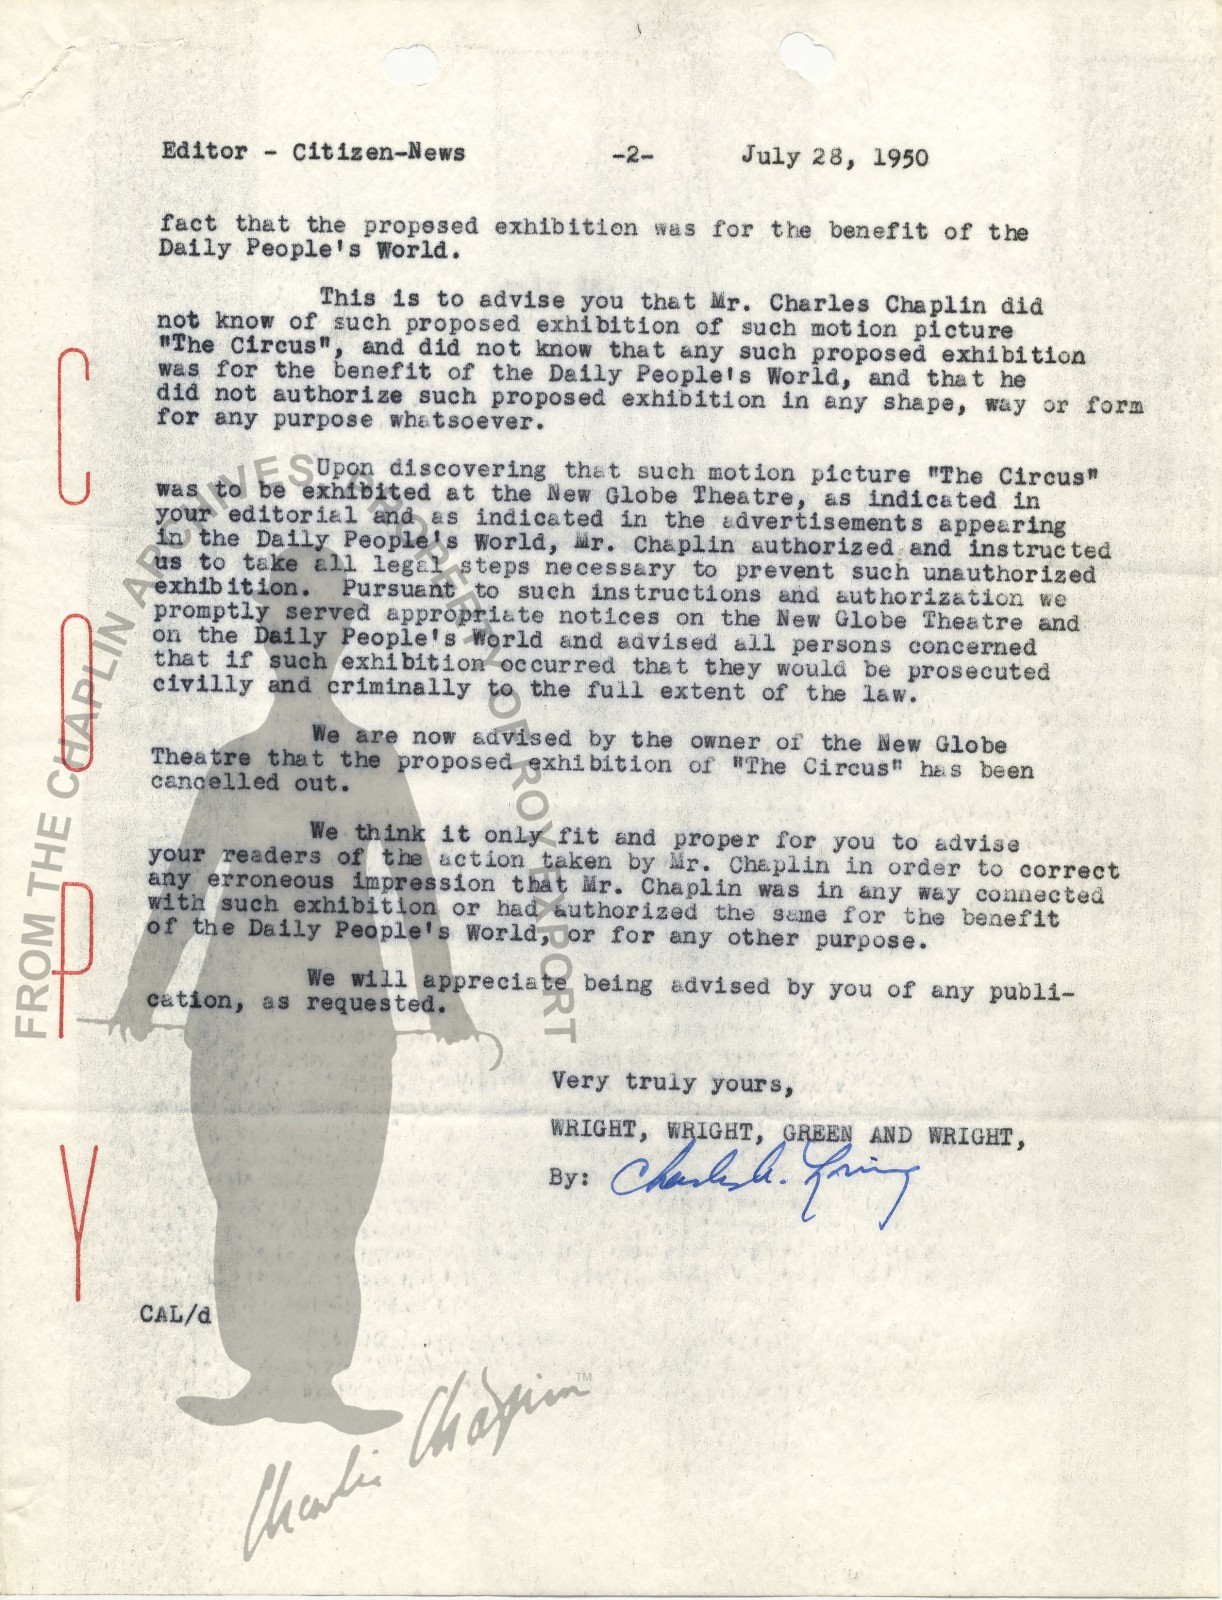 Editor - Citizen-News -2- July 28, 1950
fact that the proposed exhibition was for the benefit of the
Daily People's World.
This is to advise you that Mr. Charles Chaplin did
not know of such proposed exhibition of such motion picture
"The Circus", and did not know that any such proposed exhibition
was for the benefit of the Daily People's World, and that he
did not authorize such proposed exhibition in any shape, way or form
for any purpose whatsoever.
Upon discovering that such motion picture "The Circus"
was to be exhibited at the New Globe Theatre, as indicated in
your editorial and as indicated in the advertisements appearing
in the Daily People's World, Mr. Chaplin authorized and instructed
us to take all legal steps necessary to prevent such unauthorized
exhibition. Pursuant to such instructions and authorization we
promptly served appropriate notices on the New Globe Theatre and
on the Daily People's World and advised all persons concerned
that if such exhibition occurred that they would be prosecuted
civilly and criminally to the full extent of the law.
We are now advised by the owner of the New Globe
Theatre that the proposed exhibition of "The Circus" has been
cancelled out.
We think it only fit and proper for you to advise
your readers of the action taken by Mr. Chaplin in order to correct
any erroneous impression that Mr. Chaplin was in any way connected
with such exhibition or had authorized the same for the benefit
of the Daily People's World, or for any other purpose.
We will appreciate being advised by you of any publi-
cation, as requested.
Very truly yours,
WRIGHT, WRIGHT, GREEN AND WRIGHT,
By: Charles A.
CAL/d
COPY
FROM THE CHAPLIN ARCHIVES PROPERTY OF ROY EXPORT
Charlie Chaplin TM